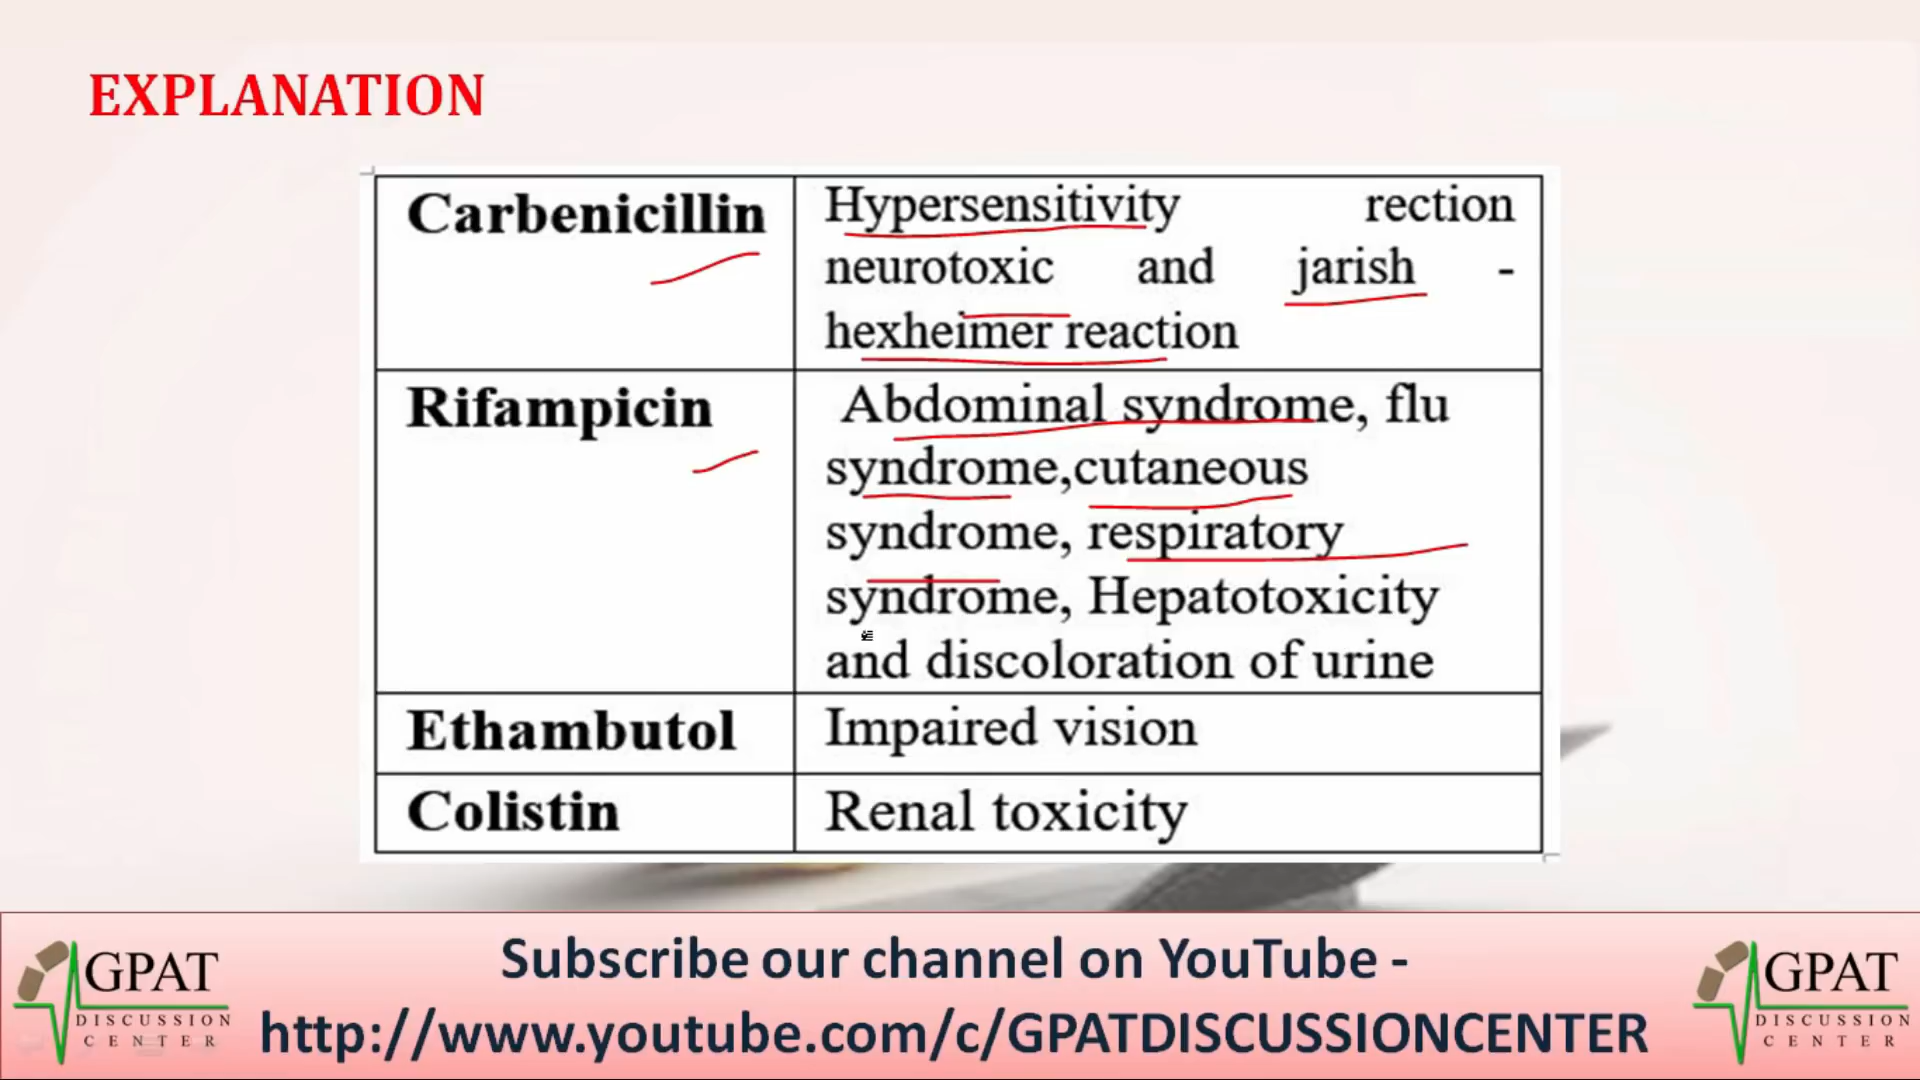 EXPLANATION
Carbenicillin
Hypersensitivity rection
neurotoxic and jarish -
hexheimer reaction
Rifampicin
Abdominal syndrome, flu
syndrome,cutaneous
syndrome, respiratory
syndrome, Hepatotoxicity
and discoloration of urine
Ethambutol
Impaired vision
Colistin
Renal toxicity
GPAT
DISCUSSION
CENTER
Subscribe our channel on YouTube -
http://www.youtube.com/c/GPATDISCUSSIONCENTER
GPAT
DISCUSSION
CENTER